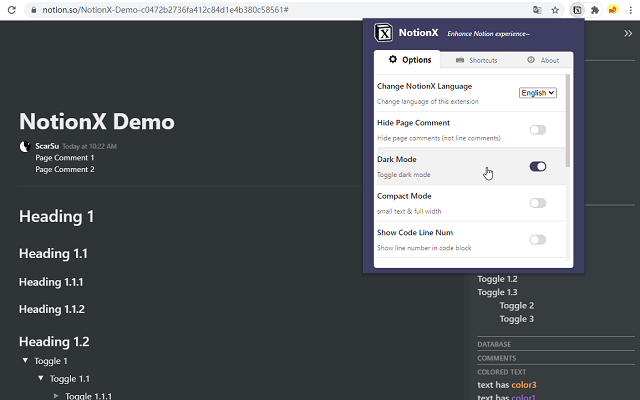 notion.so/NotionX-Demo-c0472b2736fa412c84d1e4b380c58561#
NotionX Demo
ScarSu Today at 10:22 AM
Page Comment 1
Page Comment 2
Heading 1
Heading 1.1
Heading 1.1.1
Heading 1.1.2
Heading 1.2
Toggle 1
Toggle 1.1
Toggle 1.1.1
NotionX Enhance Notion experience~
Options Shortcuts About
Change NotionX Language
Change language of this extension
English
Hide Page Comment
Hide page comments (not line comments)
Dark Mode
Toggle dark mode
Compact Mode
small text & full width
Show Code Line Num
Show line number in code block
Toggle 1.2
Toggle 1.3
Toggle 2
Toggle 3
DATABASE
COMMENTS
COLORED TEXT
text has color3
text has color1